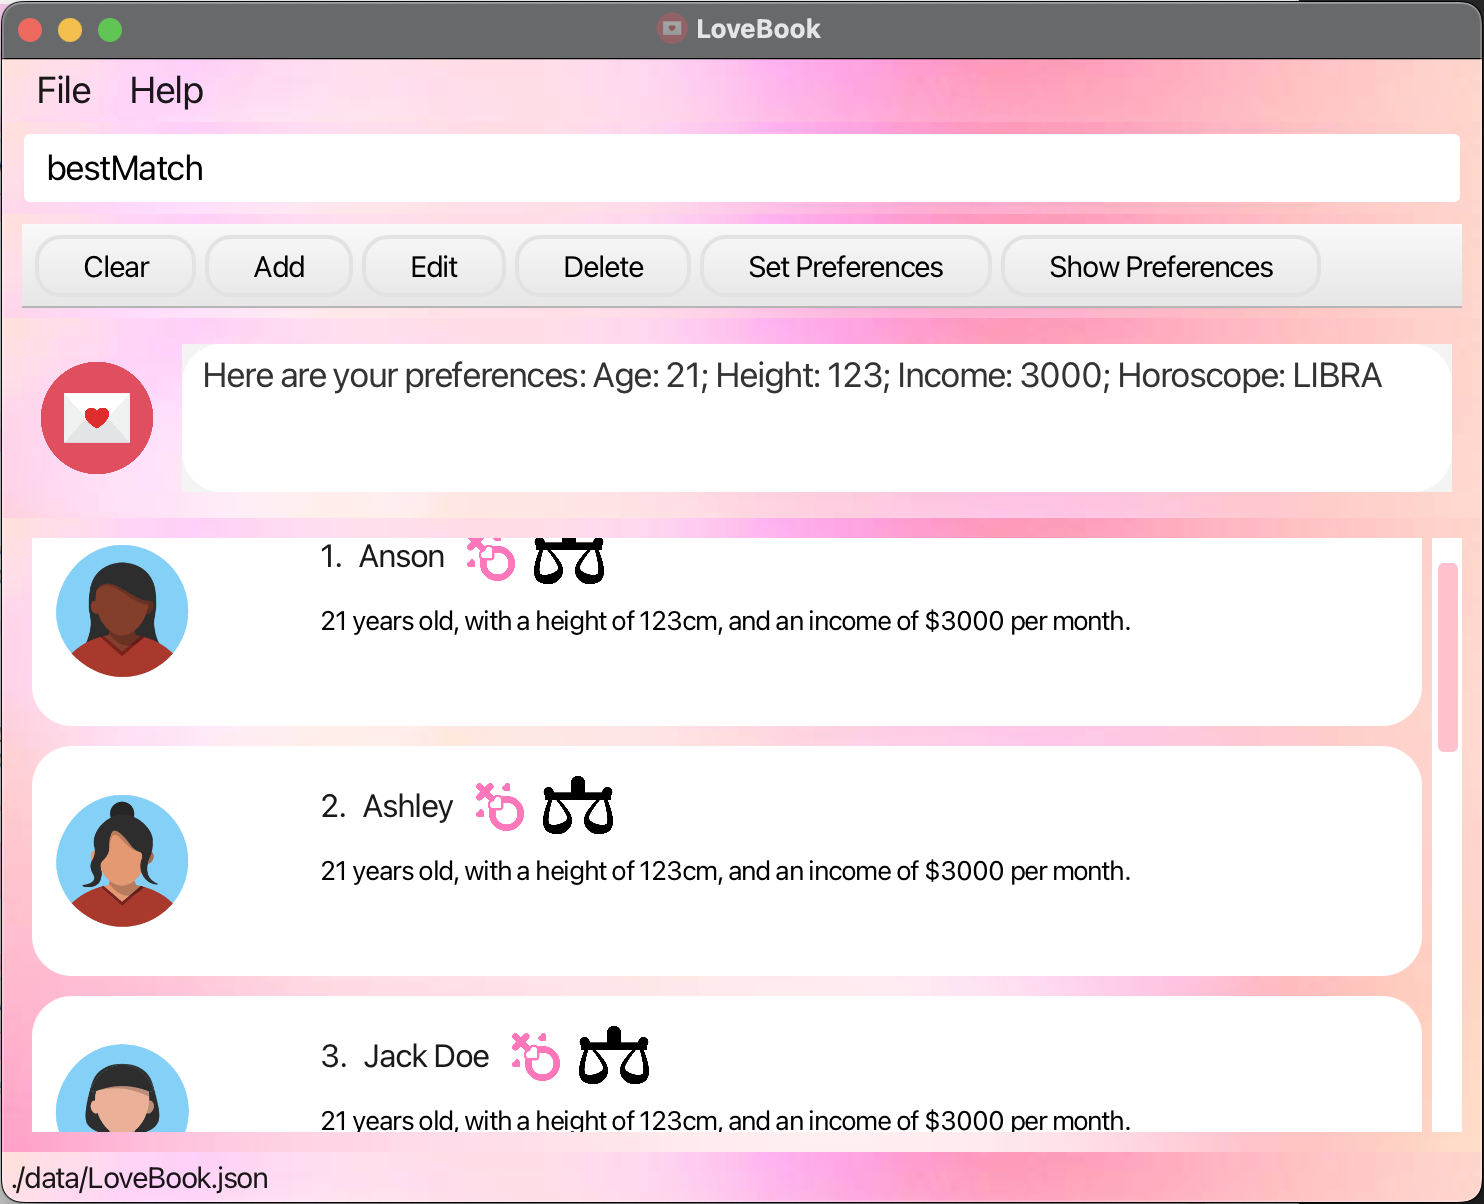 LoveBook
File Help
bestMatch
Clear Add Edit Delete Set Preferences Show Preferences
Here are your preferences: Age: 21; Height: 123; Income: 3000; Horoscope: LIBRA
1. Anson
21 years old, with a height of 123cm, and an income of $3000 per month.
2. Ashley
21 years old, with a height of 123cm, and an income of $3000 per month.
3. Jack Doe
21 years old, with a height of 123cm, and an income of $3000 per month.
./data/LoveBook.json